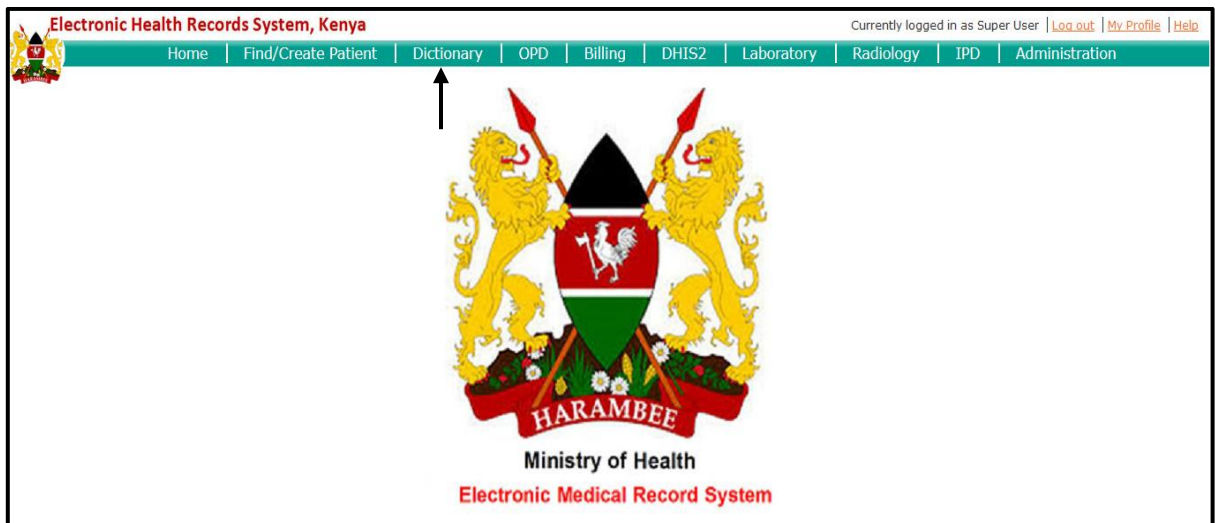 Electronic Health Records System, Kenya
Currently logged in as Super User | Log out | My Profile | Help
Home | Find/Create Patient | Dictionary | OPD | Billing | DHIS2 | Laboratory | Radiology | IPD | Administration
HARAMBEE
Ministry of Health
Electronic Medical Record System